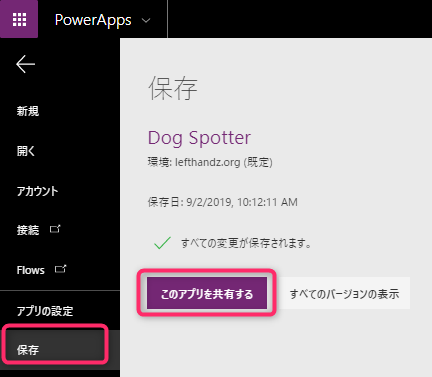 PowerApps
新規
開く
アカウント
接続
Flows
アプリの設定
保存
保存
Dog Spotter
環境: lefthandz.org (既定)
保存日: 9/2/2019, 10:12:11 AM
すべての変更が保存されます。
このアプリを共有する
すべてのバージョンの表示